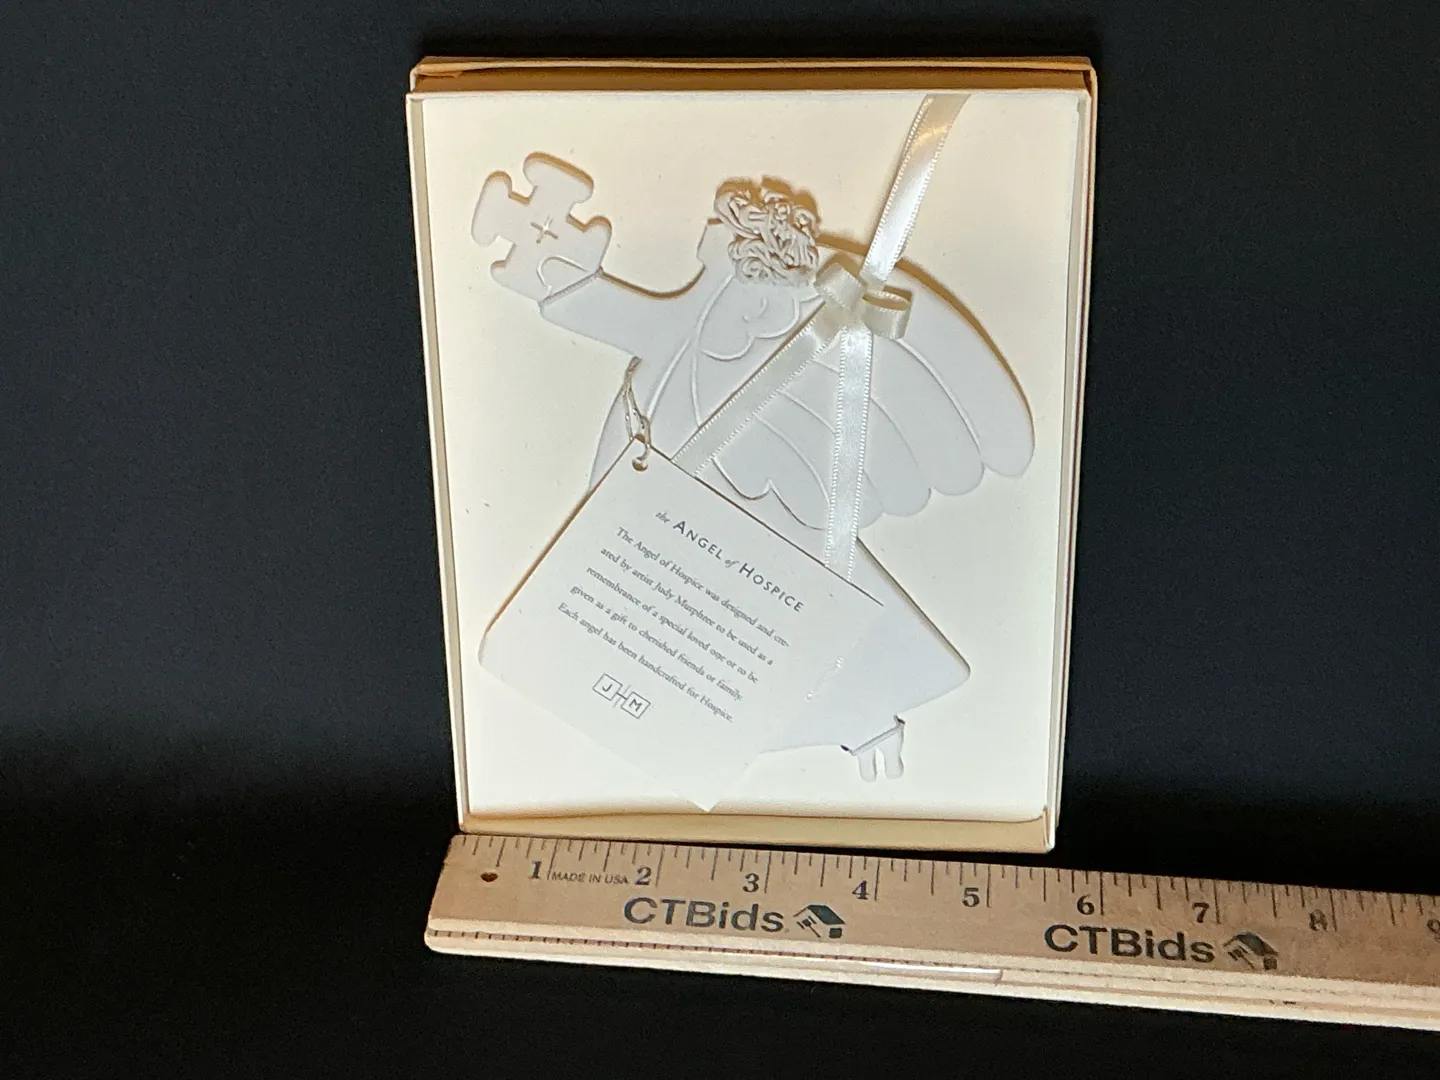 the ANGEL of HOSPICE
The Angel of Hospice was designed and cre-
ated by artist Judy Murphree to be used as a
remembrance of a special loved one or to be
given as a gift to cherished friends or family.
Each angel has been handcrafted for Hospice.
J M
1 MADE IN USA 2 3 4 5 6 7 8 9
CTBids CTBids